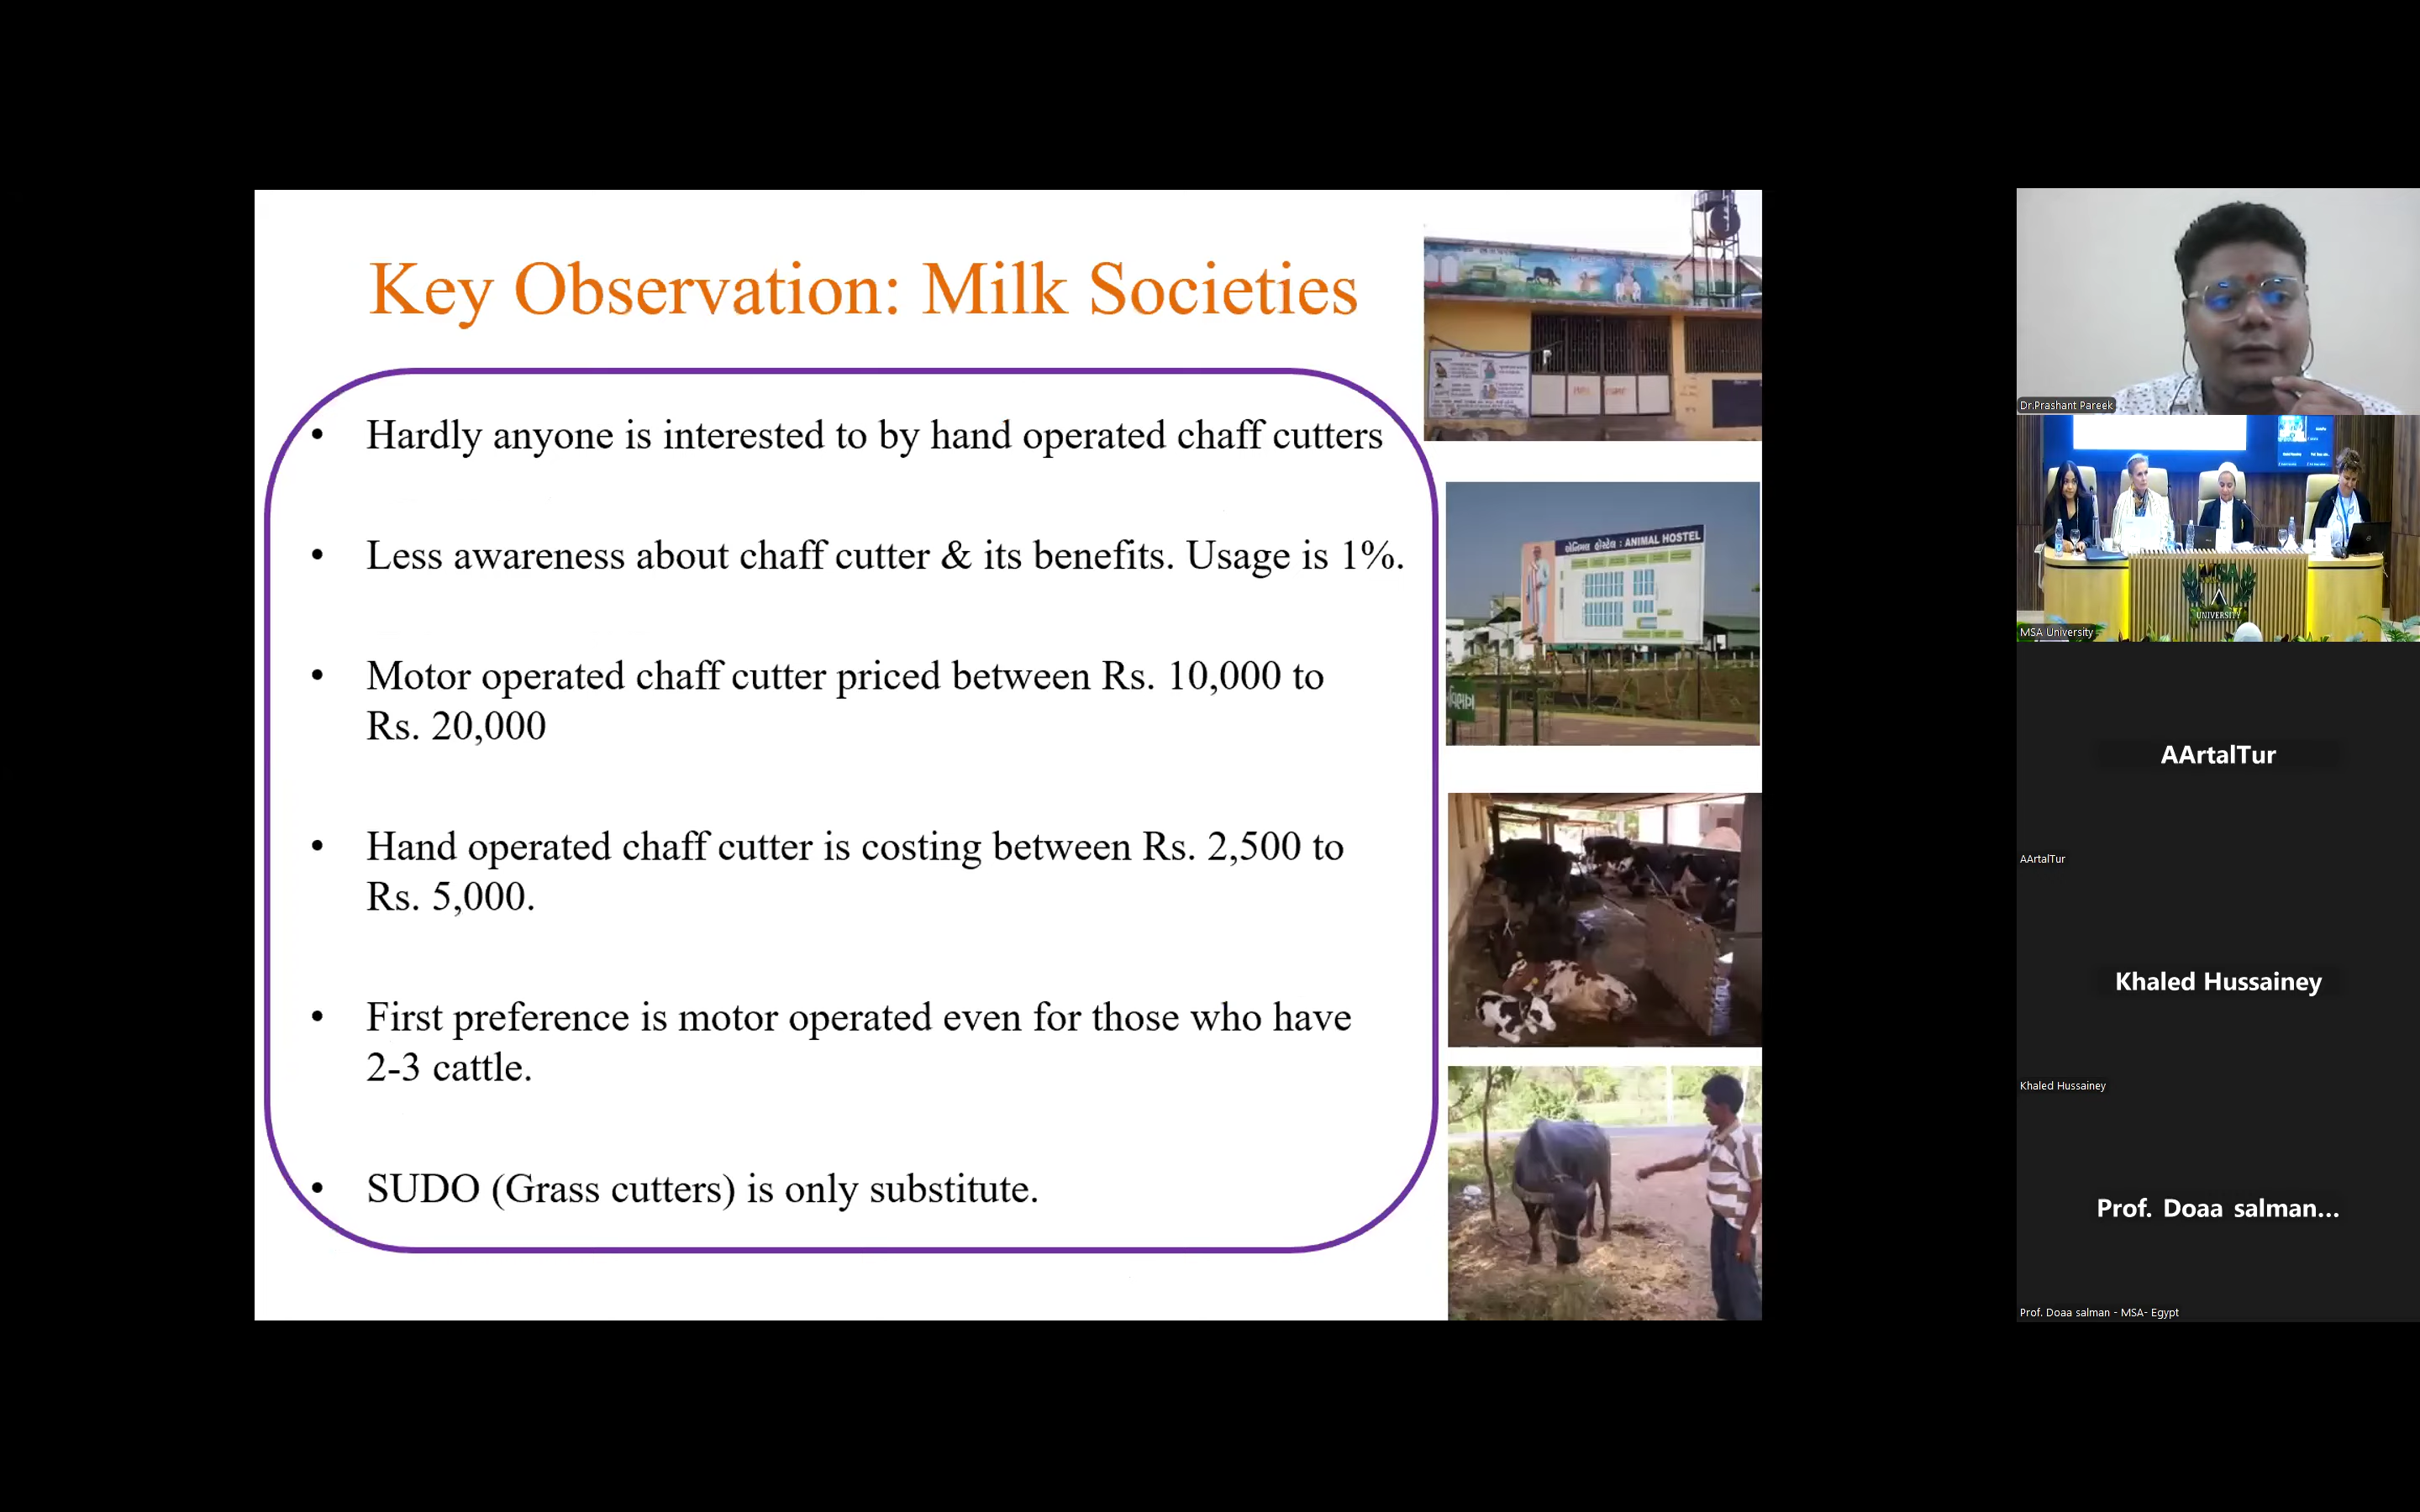 Key Observation: Milk Societies
• Hardly anyone is interested to by hand operated chaff cutters
• Less awareness about chaff cutter & its benefits. Usage is 1%.
• Motor operated chaff cutter priced between Rs. 10,000 to
Rs. 20,000
• Hand operated chaff cutter is costing between Rs. 2,500 to
Rs. 5,000.
• First preference is motor operated even for those who have
2-3 cattle.
• SUDO (Grass cutters) is only substitute.
એનિમલ હોસ્ટેલ : ANIMAL HOSTEL
Dr.Prashant Pareek
UNIVERSITY
MSA University
AArtalTur
AArtalTur
Khaled Hussainey
Khaled Hussainey
Prof. Doaa salman...
Prof. Doaa salman - MSA- Egypt